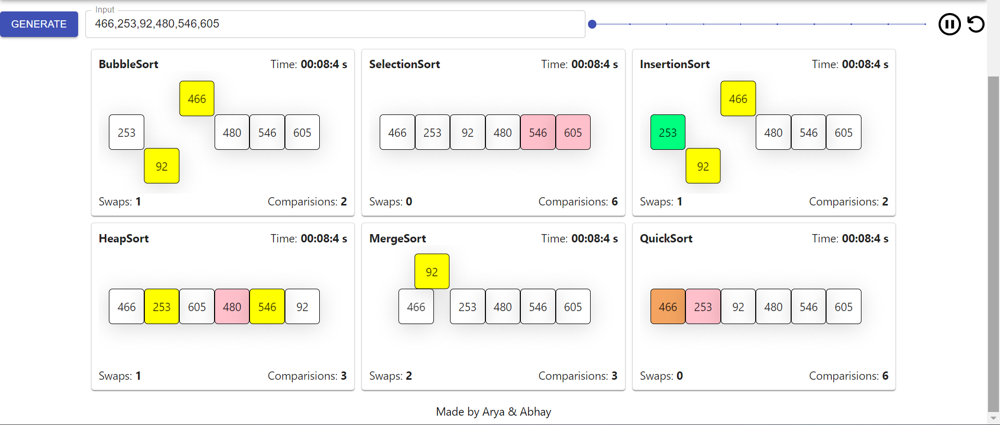 Input
GENERATE
466,253,92,480,546,605
BubbleSort Time: 00:08:4 s
466
253 480 546 605
92
Swaps: 1 Comparisions: 2
SelectionSort Time: 00:08:4 s
466 253 92 480 546 605
Swaps: 0 Comparisions: 6
InsertionSort Time: 00:08:4 s
466
253 480 546 605
92
Swaps: 1 Comparisions: 2
HeapSort Time: 00:08:4 s
466 253 605 480 546 92
Swaps: 1 Comparisions: 3
MergeSort Time: 00:08:4 s
92
466 253 480 546 605
Swaps: 2 Comparisions: 3
QuickSort Time: 00:08:4 s
466 253 92 480 546 605
Swaps: 0 Comparisions: 6
Made by Arya & Abhay